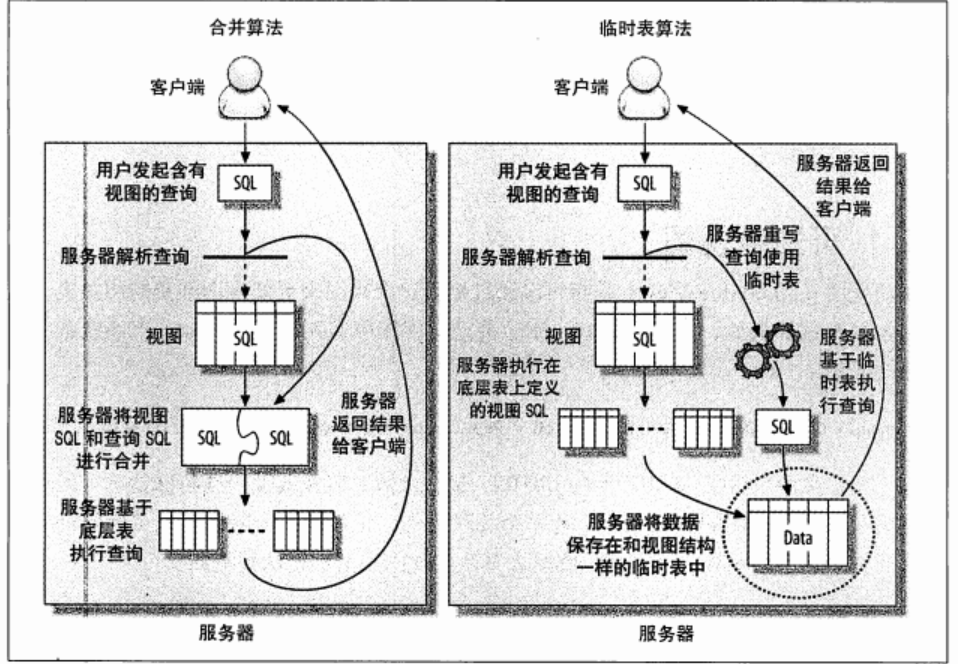 合并算法
客户端
用户发起含有
视图的查询
SQL
服务器解析查询
视图
SQL
服务器将视图
SQL 和查询 SQL
进行合并
SQL
SQL
服务器
返回结果
给客户端
服务器基于
底层表
执行查询
服务器
临时表算法
客户端
服务器返回
结果给
客户端
用户发起含有
视图的查询
SQL
服务器重写
查询使用
临时表
服务器解析查询
视图
SQL
服务器
基于临
时表执
行查询
服务器执行在
底层表上定义
的视图 SQL
SQL
服务器将数据
保存在和视图结构
一样的临时表中
Data
服务器